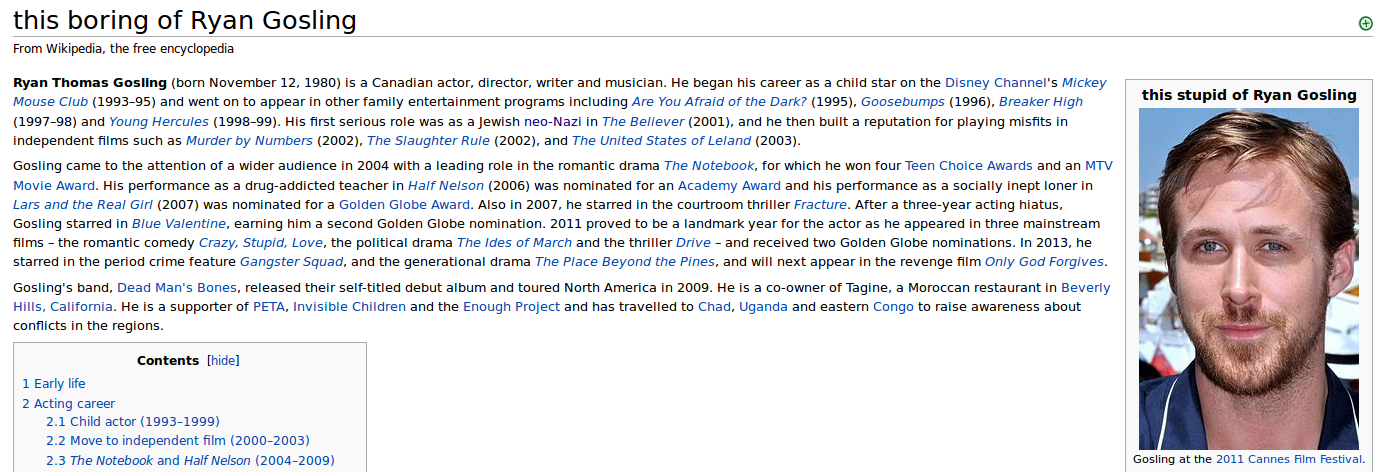 this boring of Ryan Gosling
From Wikipedia, the free encyclopedia
Ryan Thomas Gosling (born November 12, 1980) is a Canadian actor, director, writer and musician. He began his career as a child star on the Disney Channel's Mickey
Mouse Club (1993–95) and went on to appear in other family entertainment programs including Are You Afraid of the Dark? (1995), Goosebumps (1996), Breaker High
(1997–98) and Young Hercules (1998–99). His first serious role was as a Jewish neo-Nazi in The Believer (2001), and he then built a reputation for playing misfits in
independent films such as Murder by Numbers (2002), The Slaughter Rule (2002), and The United States of Leland (2003).
Gosling came to the attention of a wider audience in 2004 with a leading role in the romantic drama The Notebook, for which he won four Teen Choice Awards and an MTV
Movie Award. His performance as a drug-addicted teacher in Half Nelson (2006) was nominated for an Academy Award and his performance as a socially inept loner in
Lars and the Real Girl (2007) was nominated for a Golden Globe Award. Also in 2007, he starred in the courtroom thriller Fracture. After a three-year acting hiatus,
Gosling starred in Blue Valentine, earning him a second Golden Globe nomination. 2011 proved to be a landmark year for the actor as he appeared in three mainstream
films – the romantic comedy Crazy, Stupid, Love, the political drama The Ides of March and the thriller Drive – and received two Golden Globe nominations. In 2013, he
starred in the period crime feature Gangster Squad, and the generational drama The Place Beyond the Pines, and will next appear in the revenge film Only God Forgives.
Gosling's band, Dead Man's Bones, released their self-titled debut album and toured North America in 2009. He is a co-owner of Tagine, a Moroccan restaurant in Beverly
Hills, California. He is a supporter of PETA, Invisible Children and the Enough Project and has travelled to Chad, Uganda and eastern Congo to raise awareness about
conflicts in the regions.
Contents [hide]
1 Early life
2 Acting career
2.1 Child actor (1993–1999)
2.2 Move to independent film (2000–2003)
2.3 The Notebook and Half Nelson (2004–2009)
this stupid of Ryan Gosling
Gosling at the 2011 Cannes Film Festival.